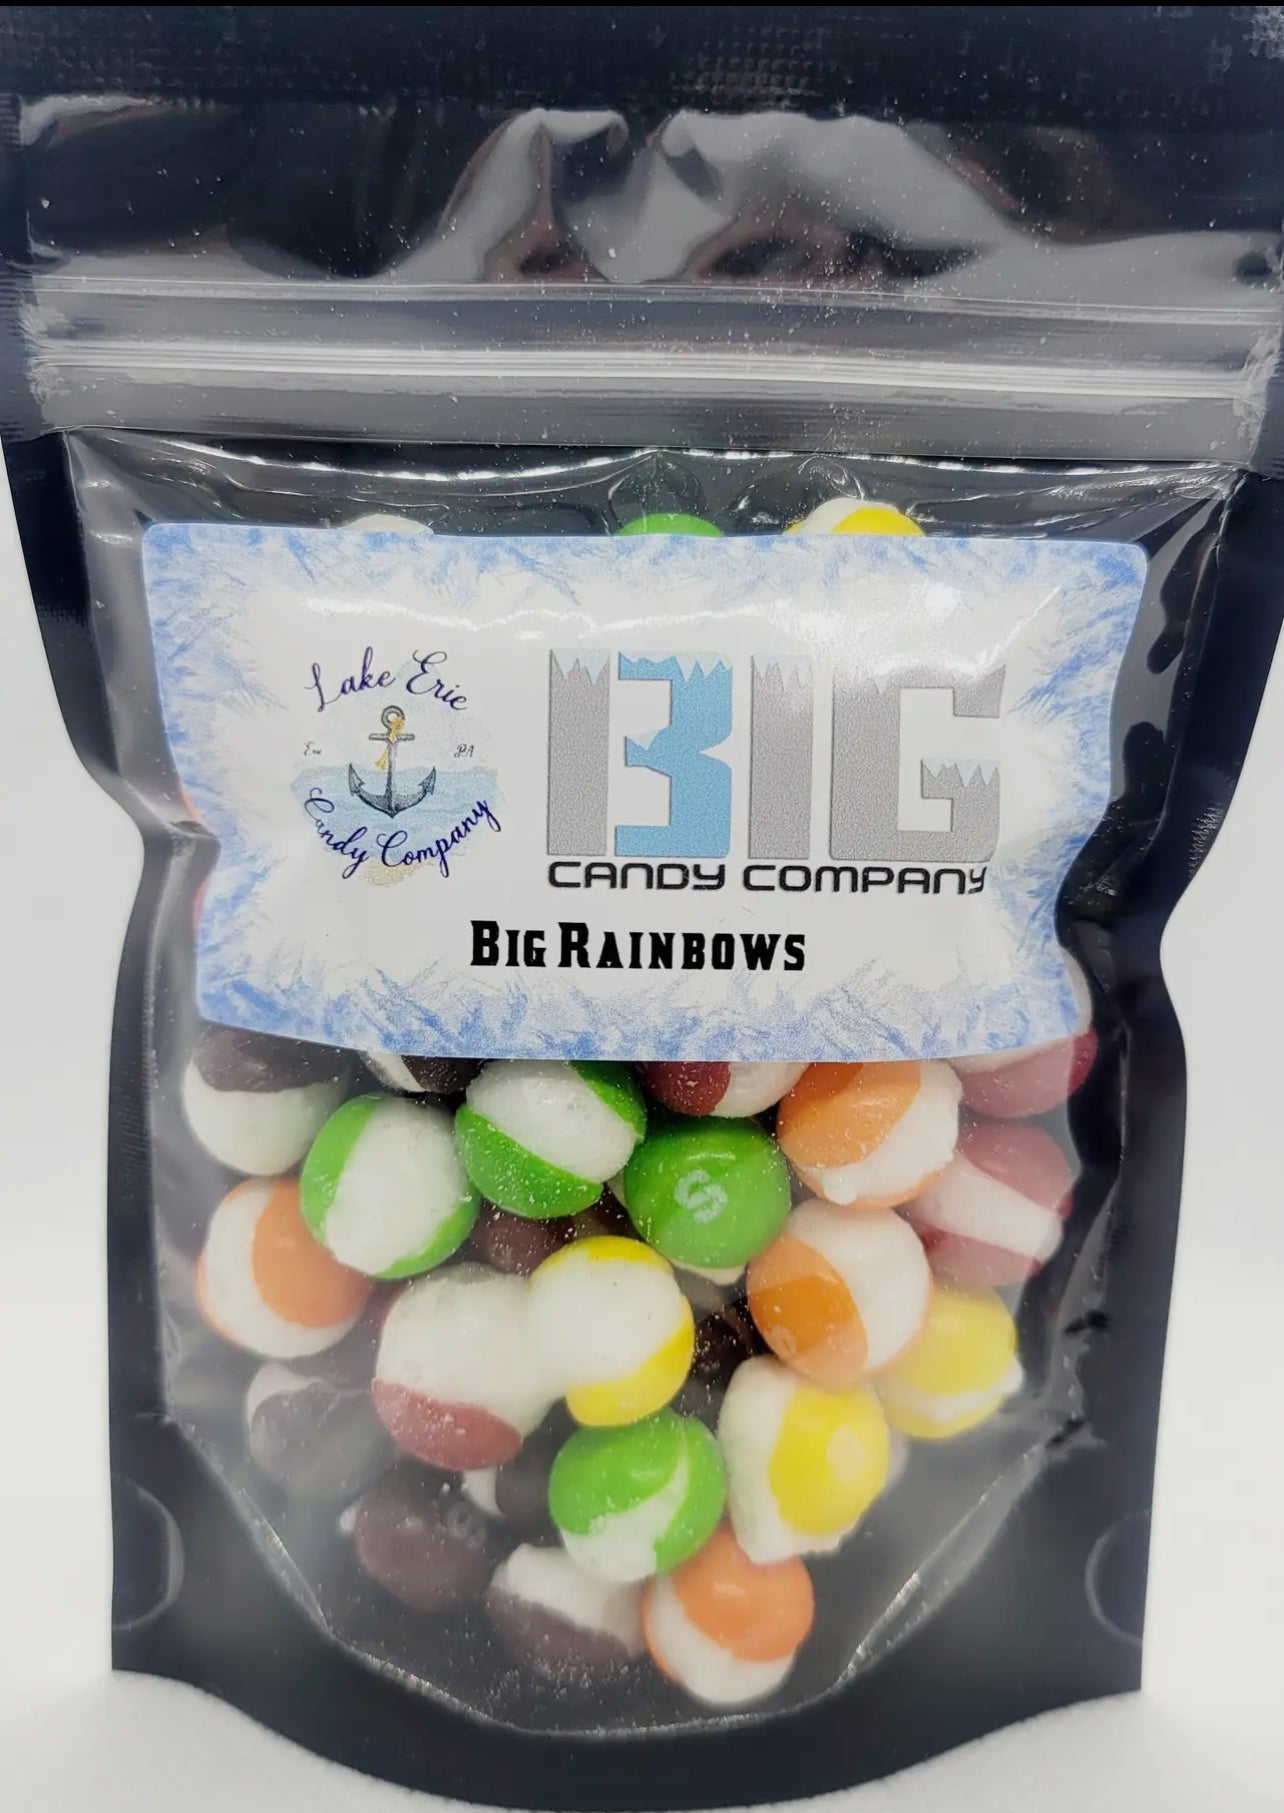 Lake Erie
Erie PA
Candy Company
BIG
CANDY COMPANY
BIG RAINBOWS
S